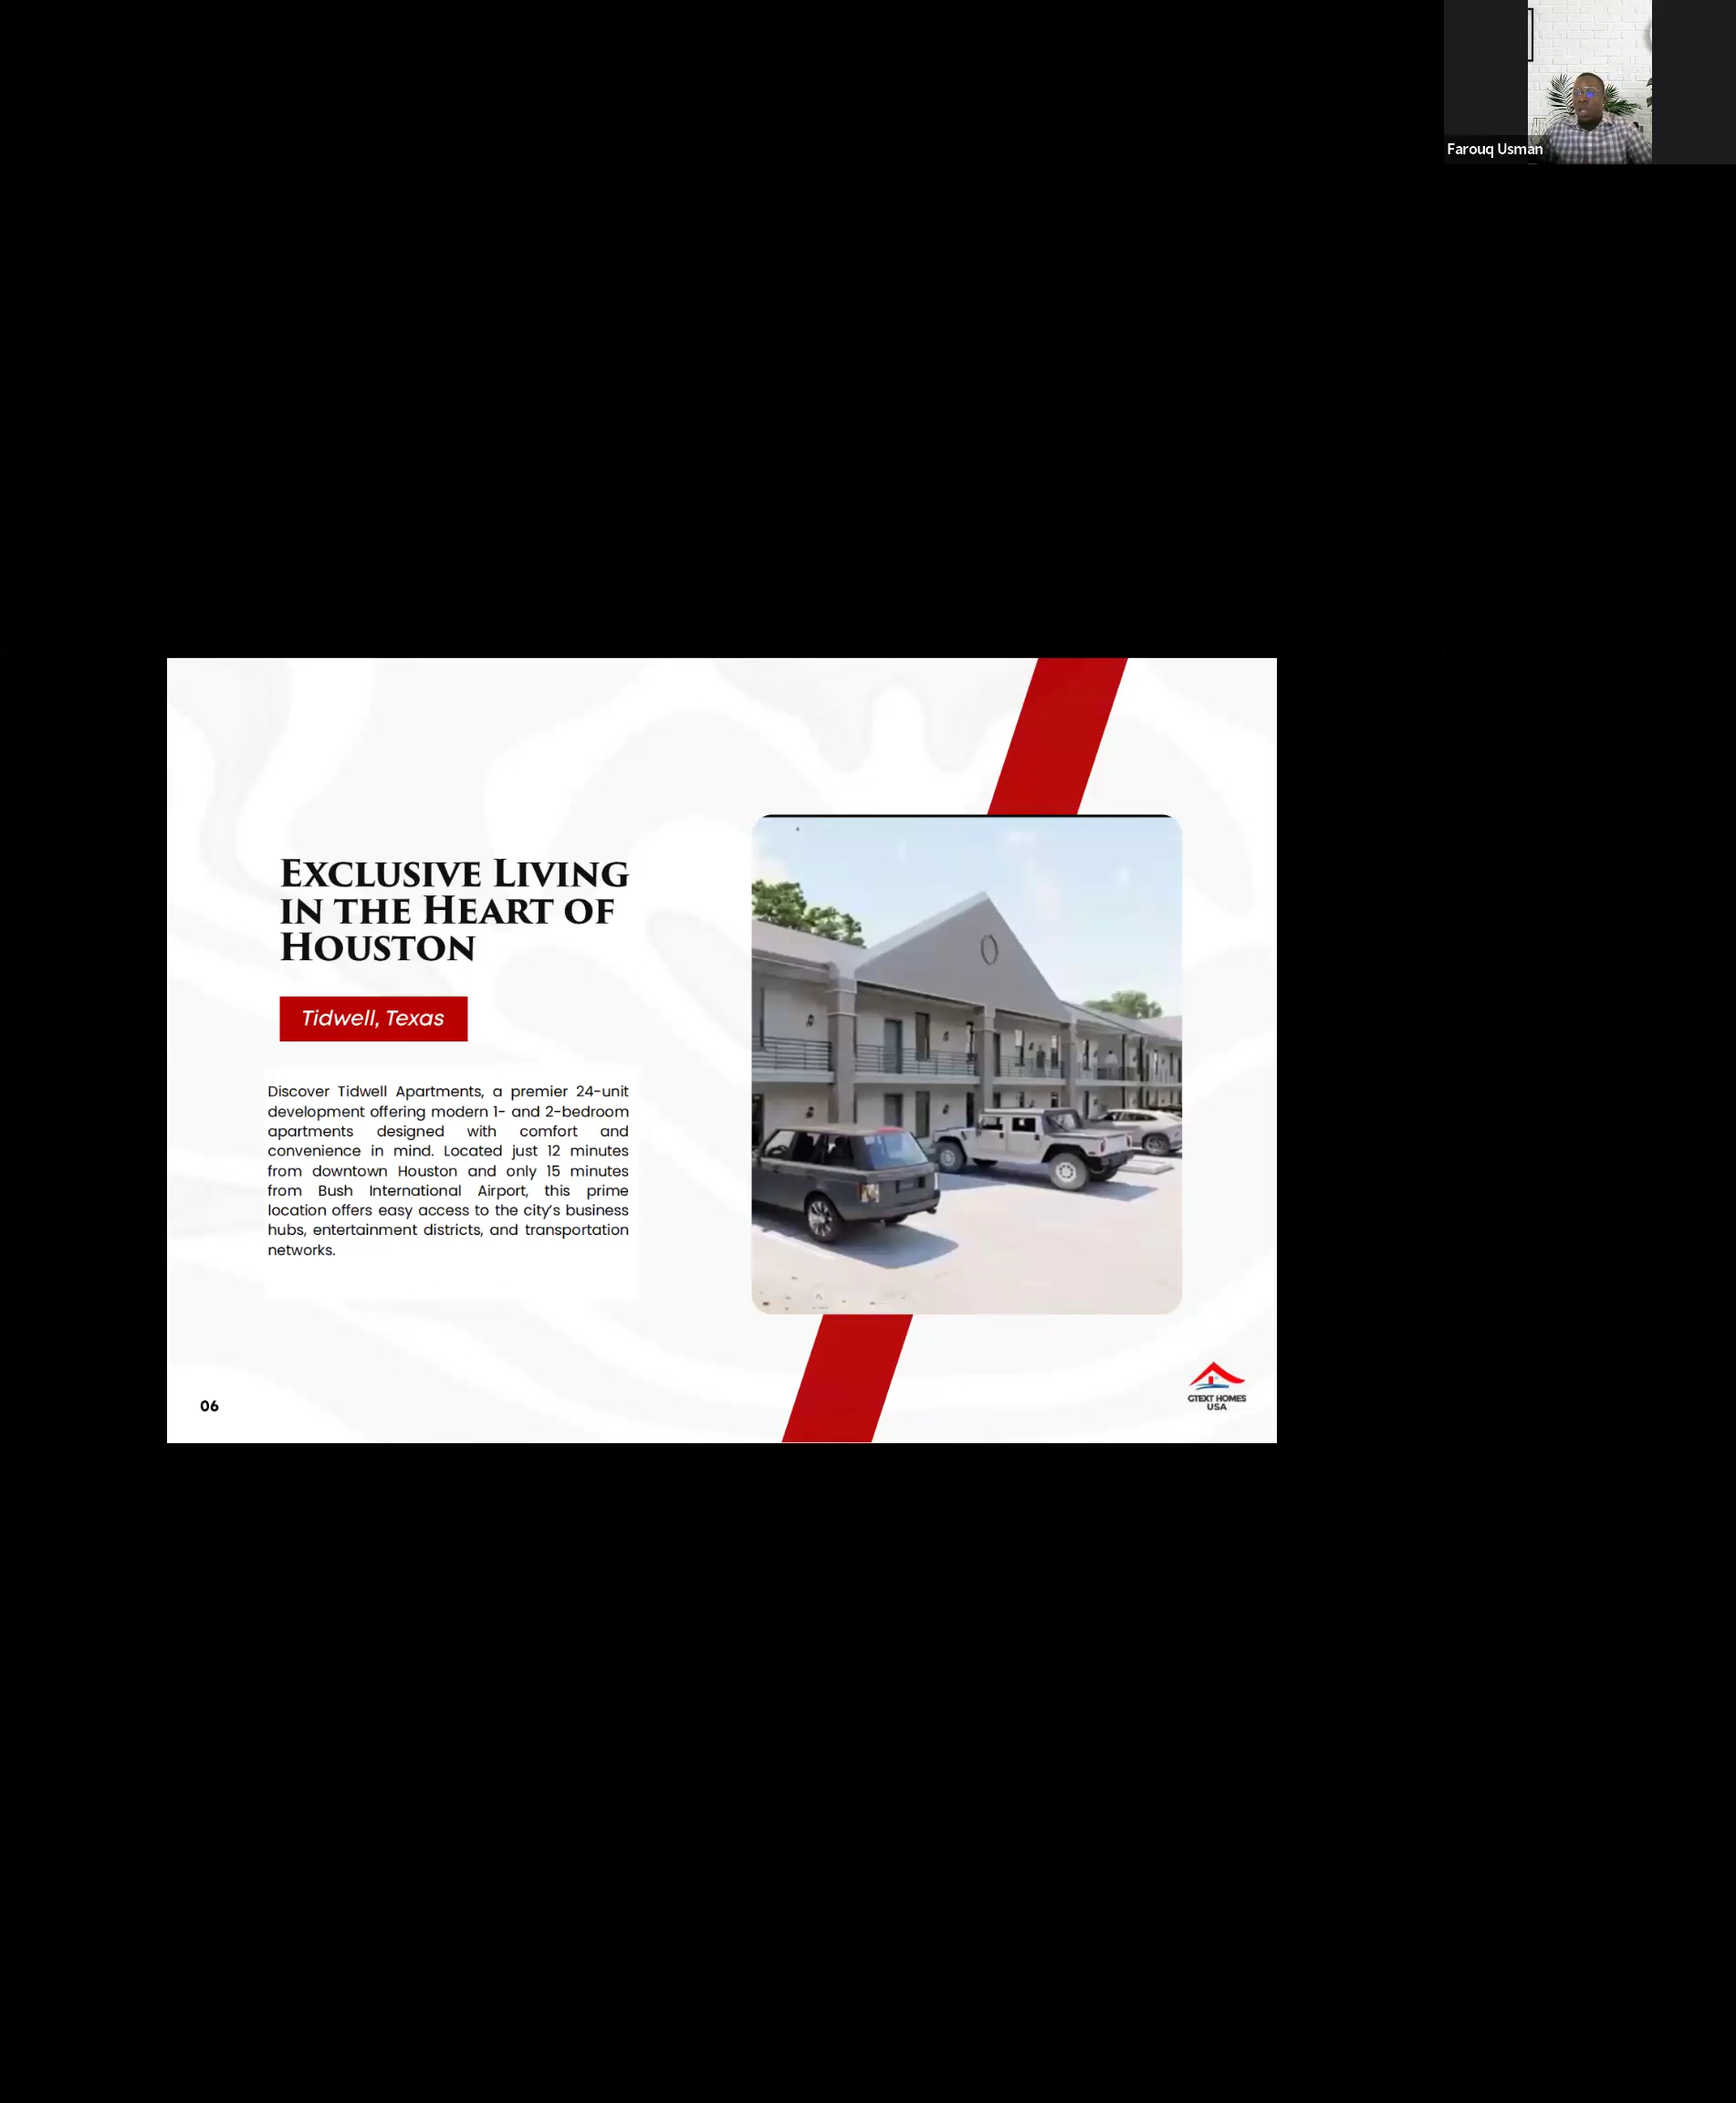 Farouq Usman
Exclusive Living
in the Heart of
Houston
Tidwell, Texas
Discover Tidwell Apartments, a premier 24-unit
development offering modern 1- and 2-bedroom
apartments designed with comfort and
convenience in mind. Located just 12 minutes
from downtown Houston and only 15 minutes
from Bush International Airport, this prime
location offers easy access to the city's business
hubs, entertainment districts, and transportation
networks.
06
GTEXT HOMES
USA